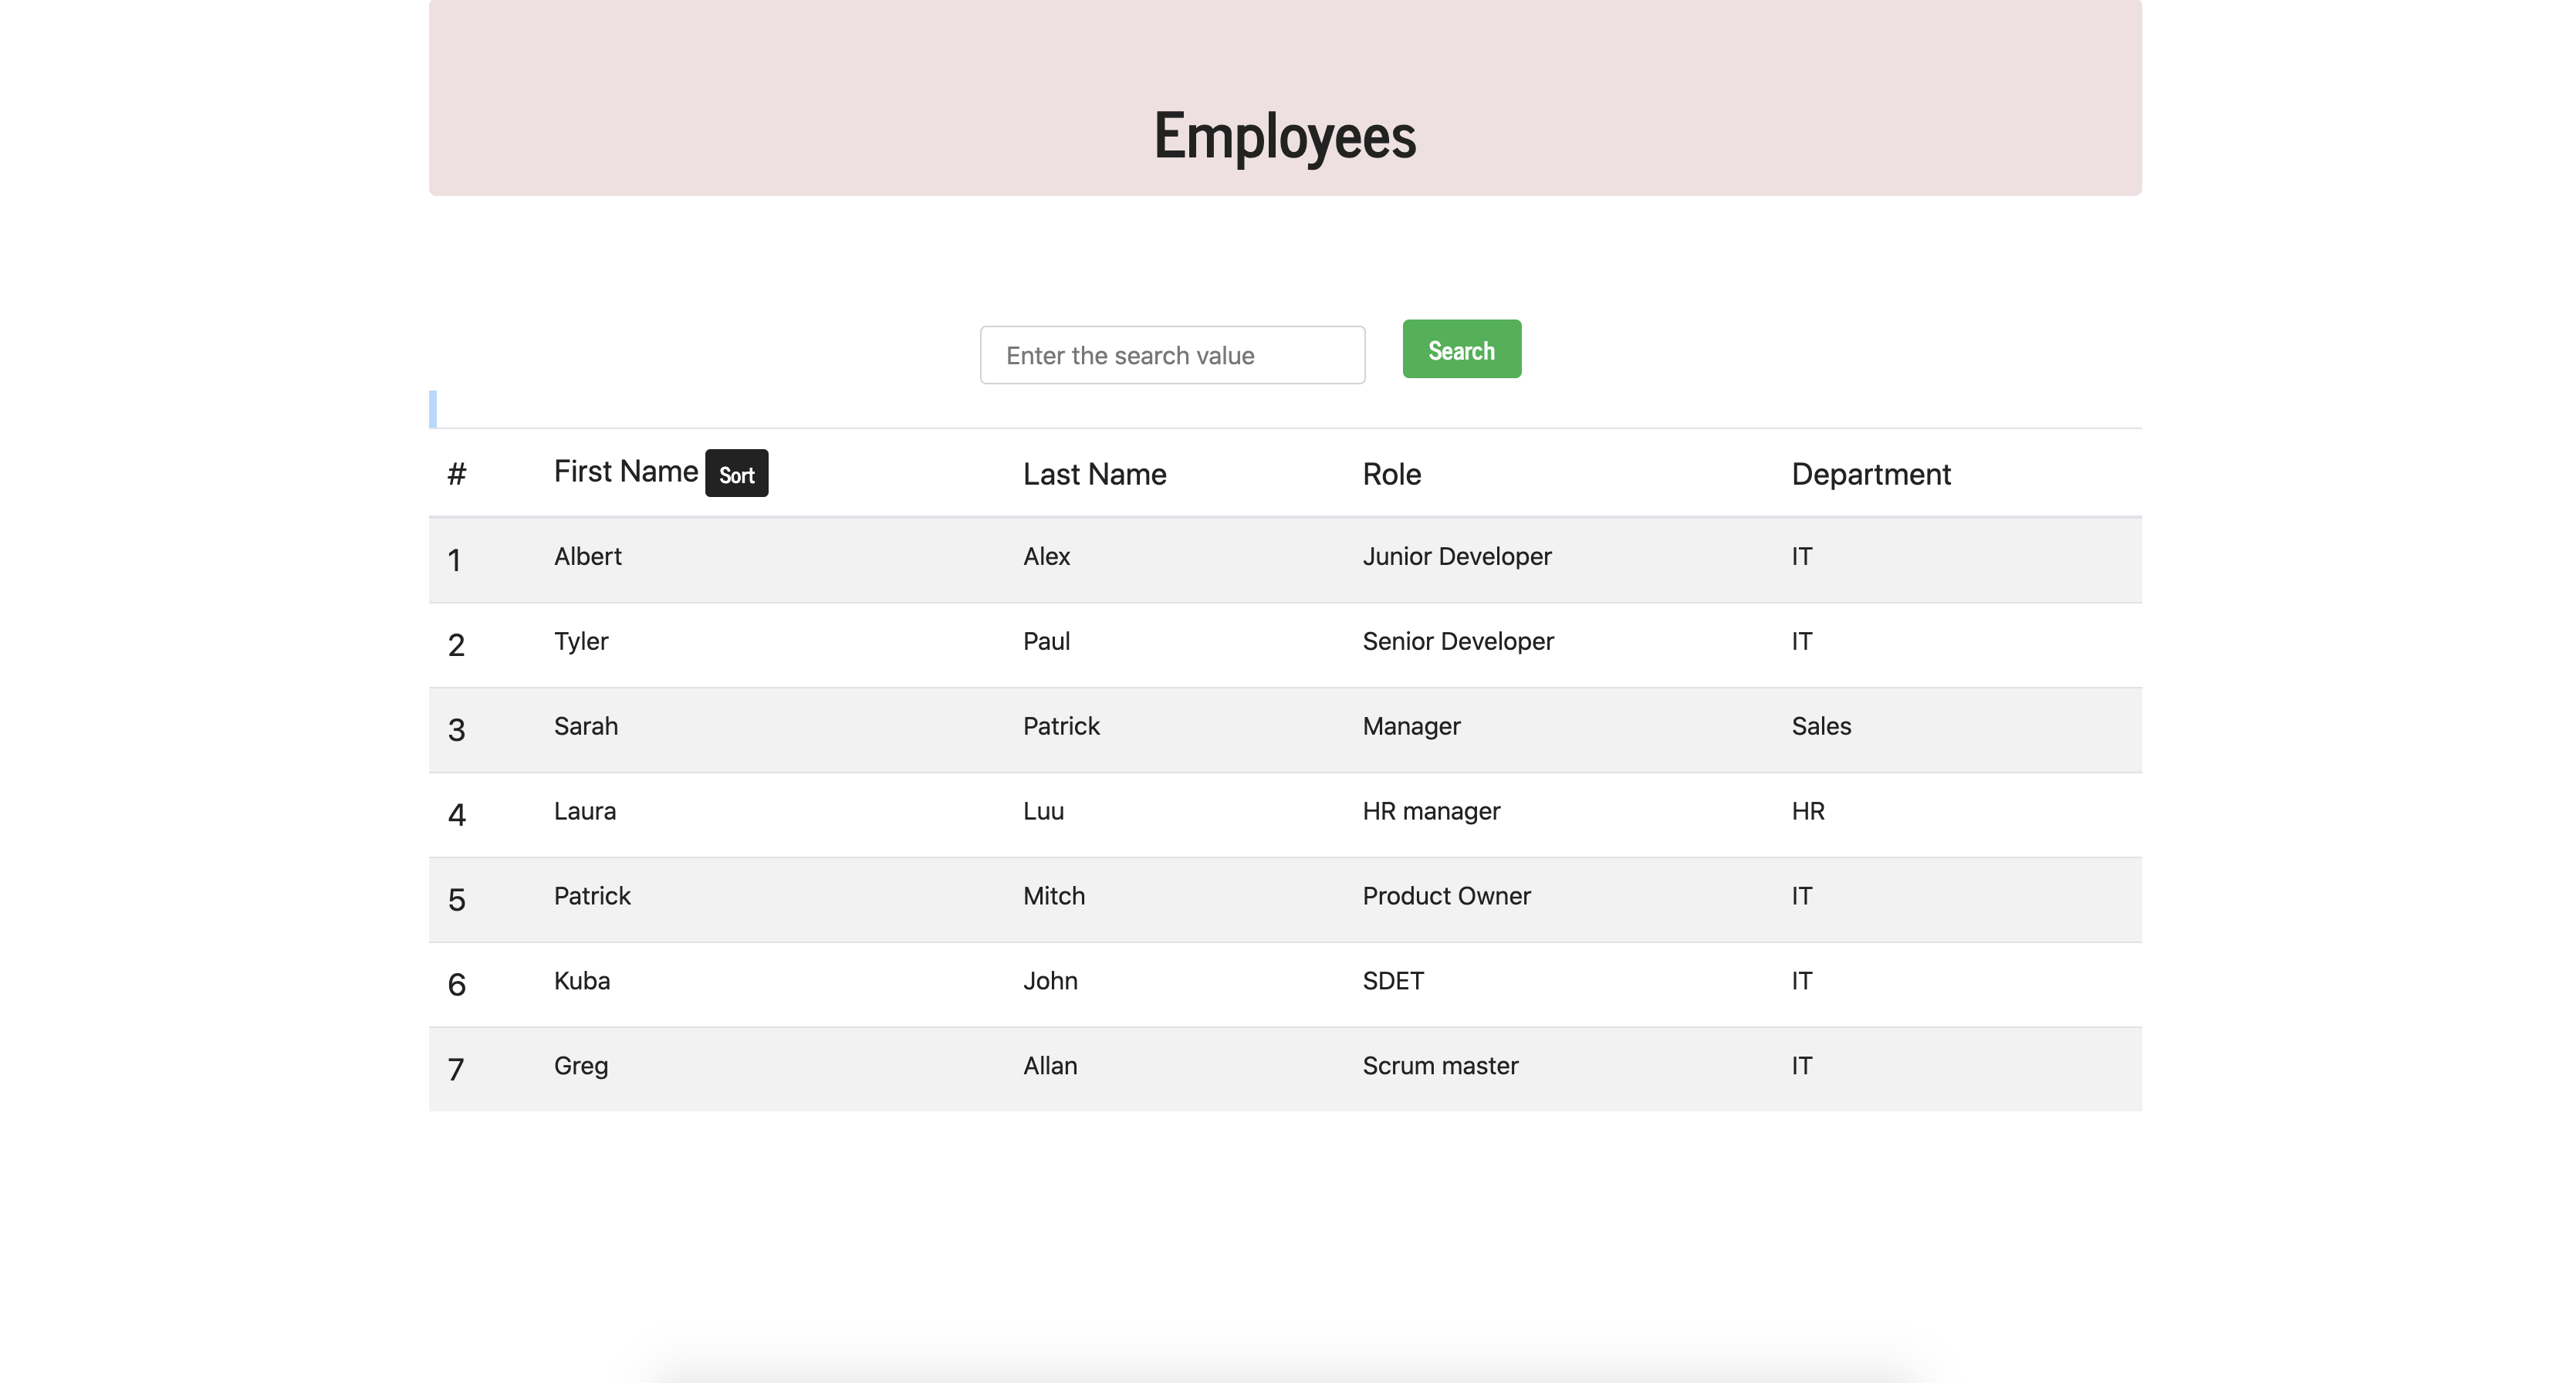 Employees
Enter the search value Search
# First Name Sort Last Name Role Department
1 Albert Alex Junior Developer IT
2 Tyler Paul Senior Developer IT
3 Sarah Patrick Manager Sales
4 Laura Luu HR manager HR
5 Patrick Mitch Product Owner IT
6 Kuba John SDET IT
7 Greg Allan Scrum master IT